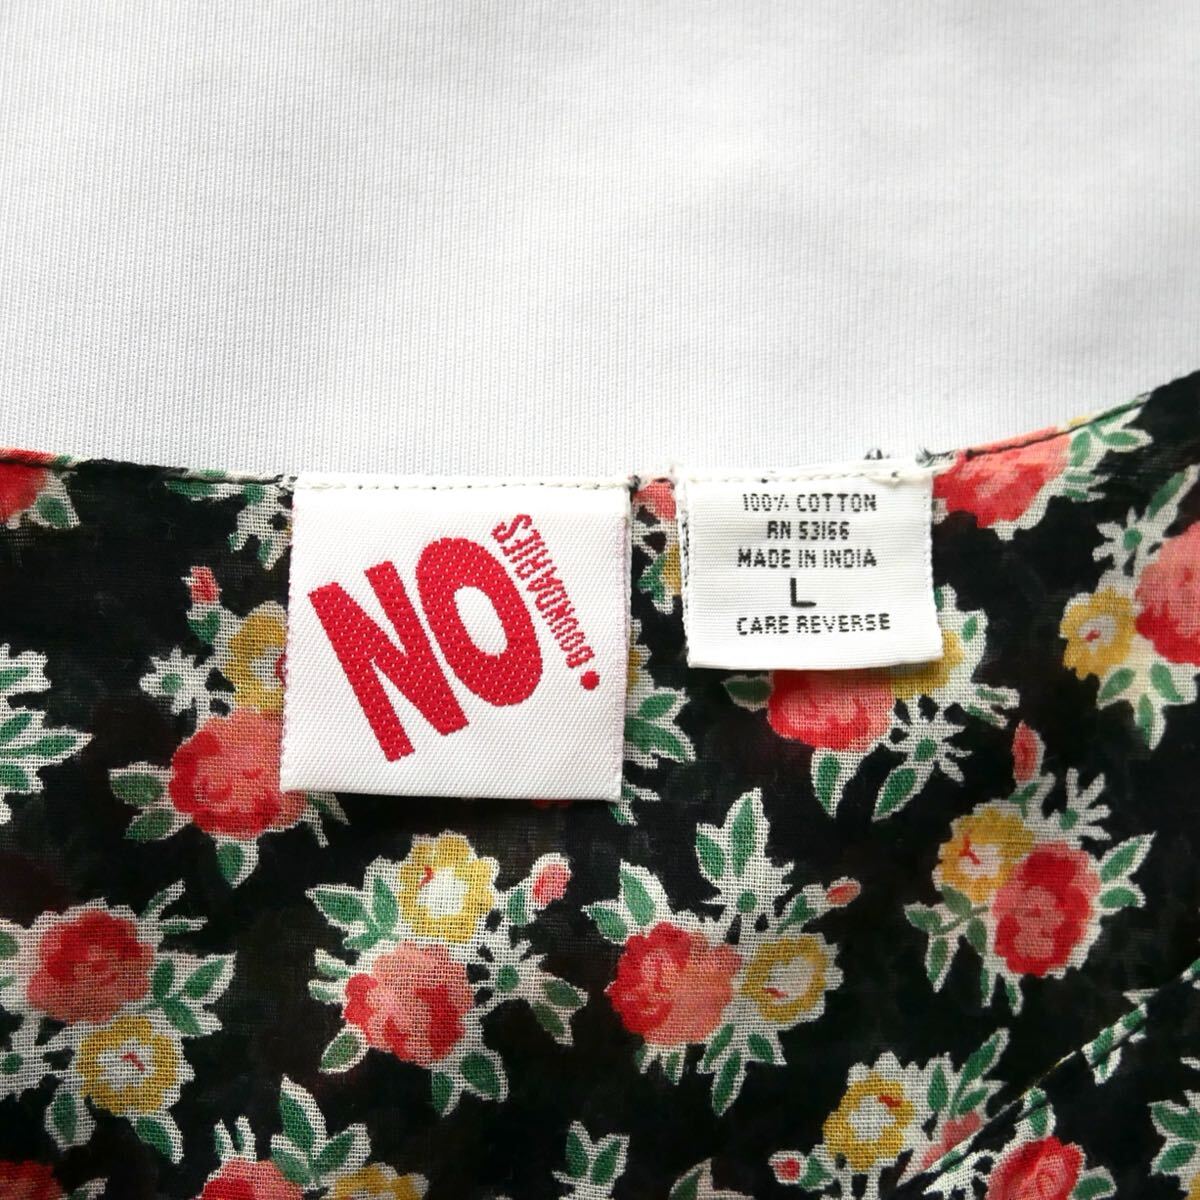 NO!
BOUNDARIES
100% COTTON
RN 53166
MADE IN INDIA
L
CARE REVERSE